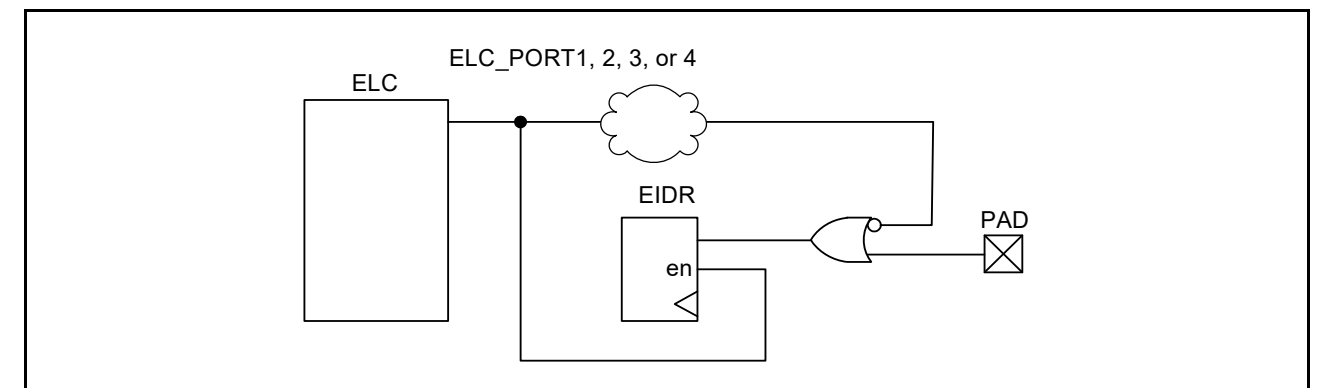 ELC_PORT1, 2, 3, or 4
ELC
EIDR
PAD
en